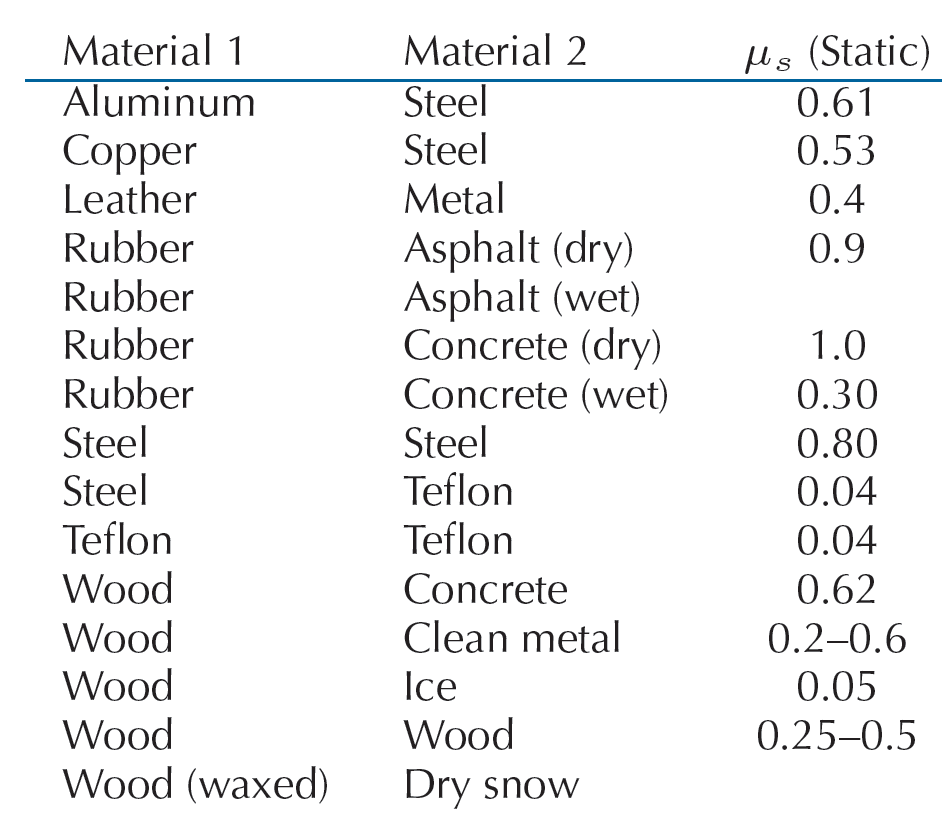 Material 1 Material 2 μs (Static)
Aluminum Steel 0.61
Copper Steel 0.53
Leather Metal 0.4
Rubber Asphalt (dry) 0.9
Rubber Asphalt (wet)
Rubber Concrete (dry) 1.0
Rubber Concrete (wet) 0.30
Steel Steel 0.80
Steel Teflon 0.04
Teflon Teflon 0.04
Wood Concrete 0.62
Wood Clean metal 0.2–0.6
Wood Ice 0.05
Wood Wood 0.25–0.5
Wood (waxed) Dry snow